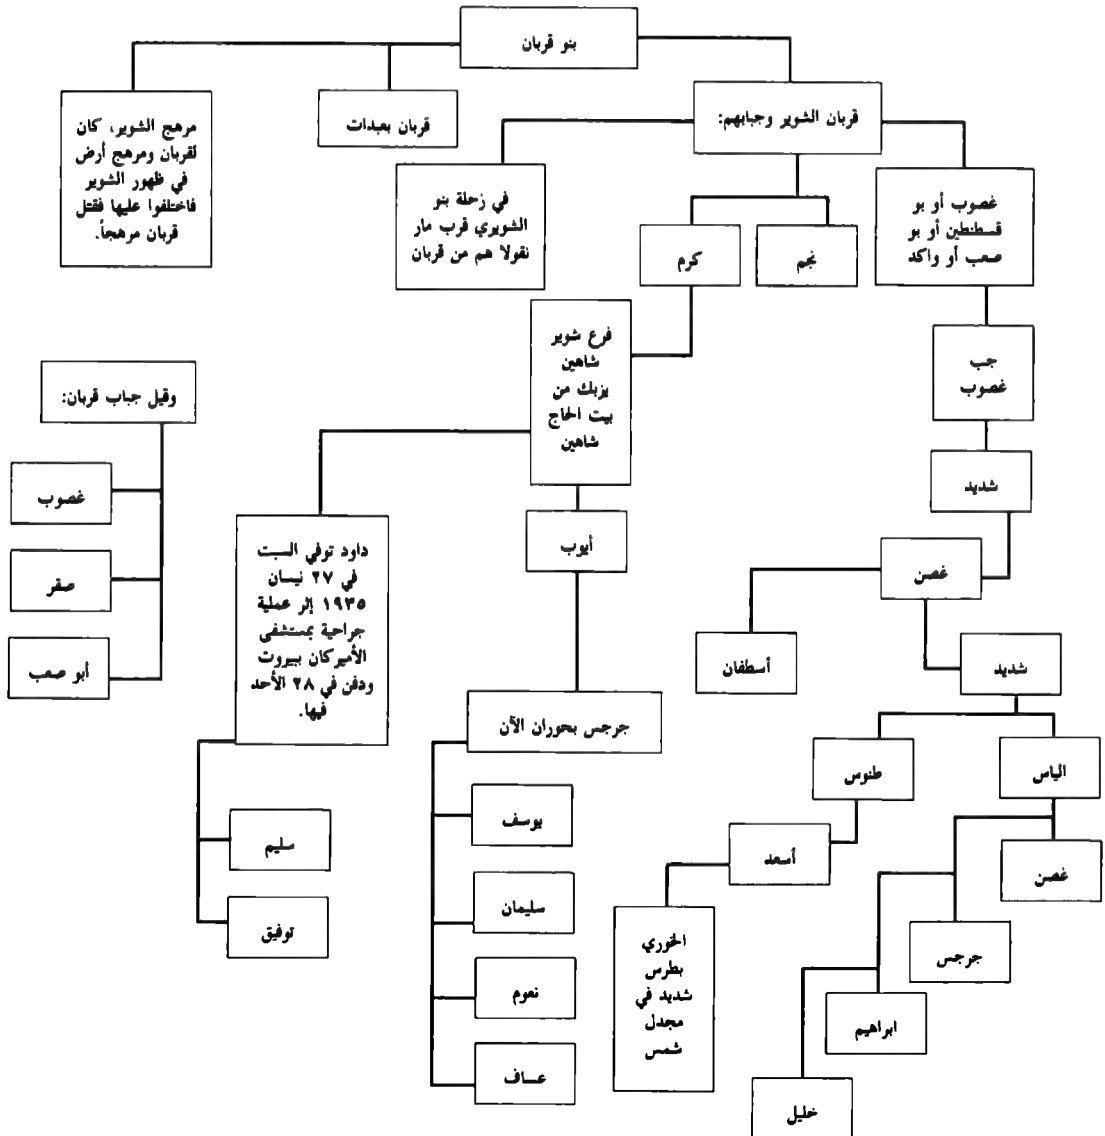 بنو قربان
قربان الشوير وجبابهم:
قربان بعبدات
مرهج الشوير، كان
لقربان ومرهج أرض
في ظهور الشوير
فاختلفوا عليها فقتل
قربان مرهجاً.
غصوب أو بو
قسطنطين أو بو
صعب أو واكد
نجم
كرم
في زحلة بنو
الشويري قرب مار
نقولا هم من قربان
جب
غصوب
شديد
غصن
أسطفان
شديد
الياس
طنوس
غصن
جرجس
ابراهيم
خليل
أسعد
الخوري
بطرس
شديد في
مجدل
شمس
فرع شوير
شاهين
يزبك من
بيت الحاج
شاهين
أيوب
جرجس بحوران الآن
يوسف
سليمان
نعوم
عساف
داود توفي السبت
في ٢٧ نيسان
١٩٣٥ إثر عملية
جراحية بمستشفى
الأميركان ببيروت
ودفن في ٢٨ الأحد
فيها.
سليم
توفيق
وقيل جباب قربان:
غصوب
صقر
أبو صعب